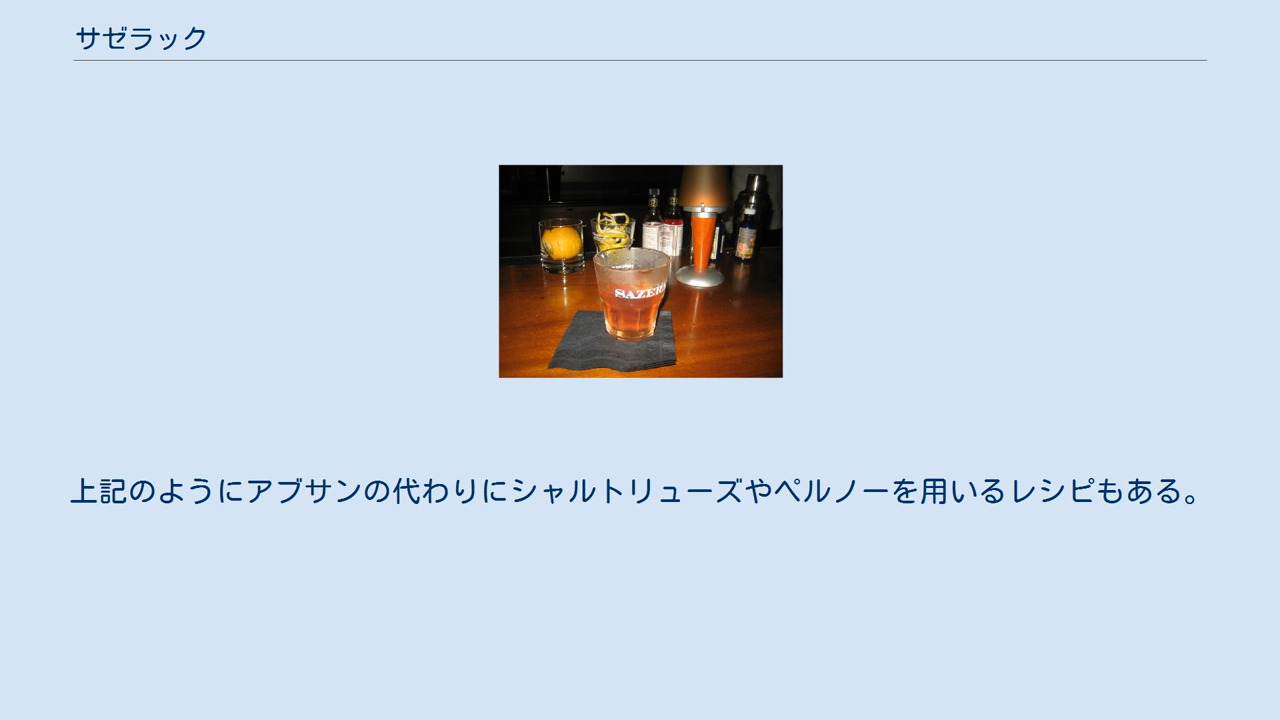 サゼラック
SAZER
上記のようにアブサンの代わりにシャルトリューズやペルノーを用いるレシピもある。